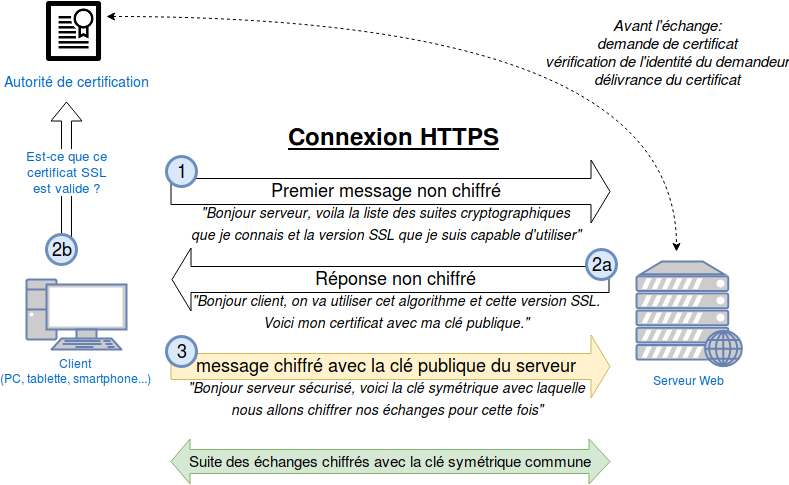 Avant l'échange:
demande de certificat
vérification de l'identité du demandeur
délivrance du certificat
Autorité de certification
Connexion HTTPS
Est-ce que ce
certificat SSL
est valide ?
2b
1
Premier message non chiffré
"Bonjour serveur, voila la liste des suites cryptographiques
que je connais et la version SSL que je suis capable d'utiliser"
2a
Réponse non chiffré
"Bonjour client, on va utiliser cet algorithme et cette version SSL.
Voici mon certificat avec ma clé publique."
3
message chiffré avec la clé publique du serveur
"Bonjour serveur sécurisé, voici la clé symétrique avec laquelle
nous allons chiffrer nos échanges pour cette fois"
Client
(PC, tablette, smartphone...)
Serveur Web
Suite des échanges chiffrés avec la clé symétrique commune